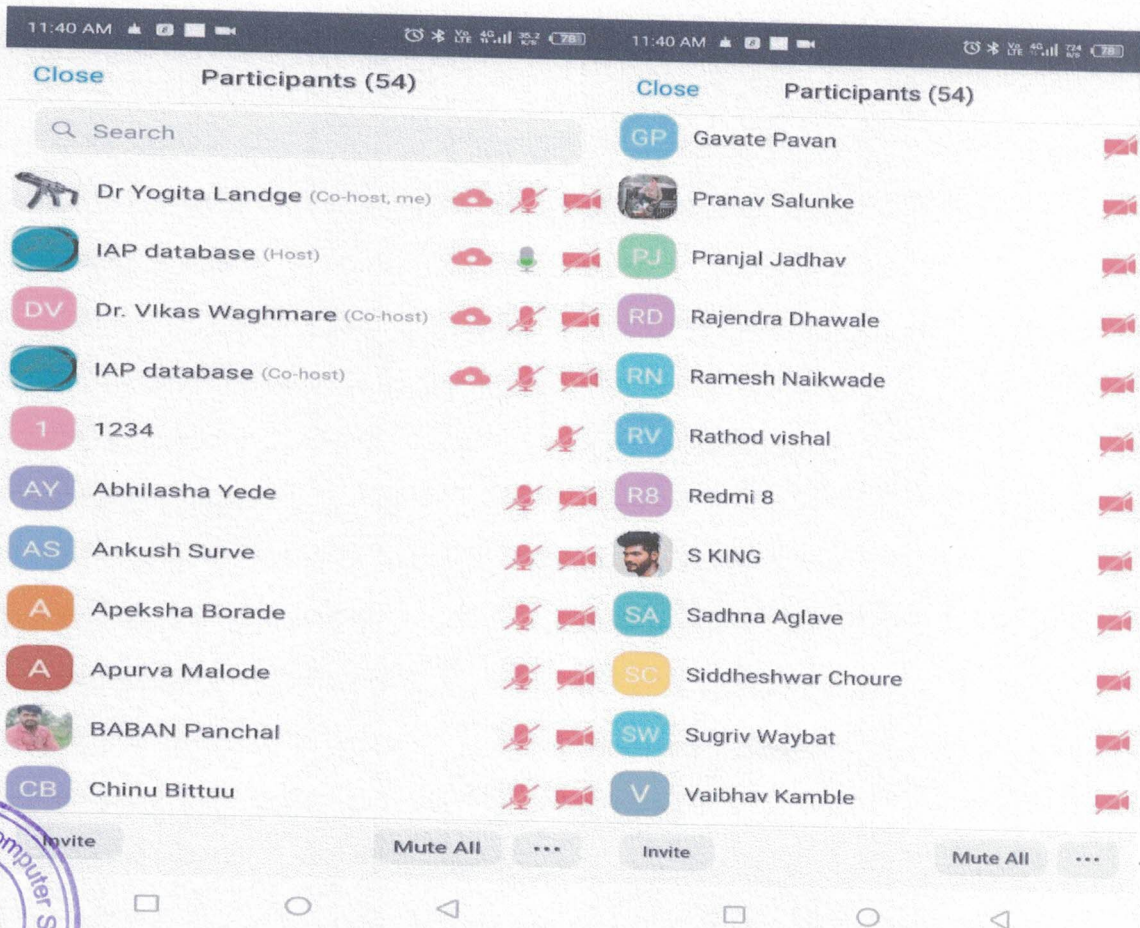 11:40 AM
78
Close
Participants (54)
Search
Dr Yogita Landge (Co-host, me)
IAP database (Host)
DV
Dr. VIkas Waghmare (Co-host)
IAP database (Co-host)
1
1234
AY
Abhilasha Yede
AS
Ankush Surve
A
Apeksha Borade
A
Apurva Malode
BABAN Panchal
CB
Chinu Bittuu
Invite
Mute All
omputer S
11:40 AM
78
Close
Participants (54)
GP
Gavate Pavan
Pranav Salunke
PJ
Pranjal Jadhav
RD
Rajendra Dhawale
RN
Ramesh Naikwade
RV
Rathod vishal
R8
Redmi 8
S KING
SA
Sadhna Aglave
SC
Siddheshwar Choure
SW
Sugriv Waybat
V
Vaibhav Kamble
Invite
Mute All